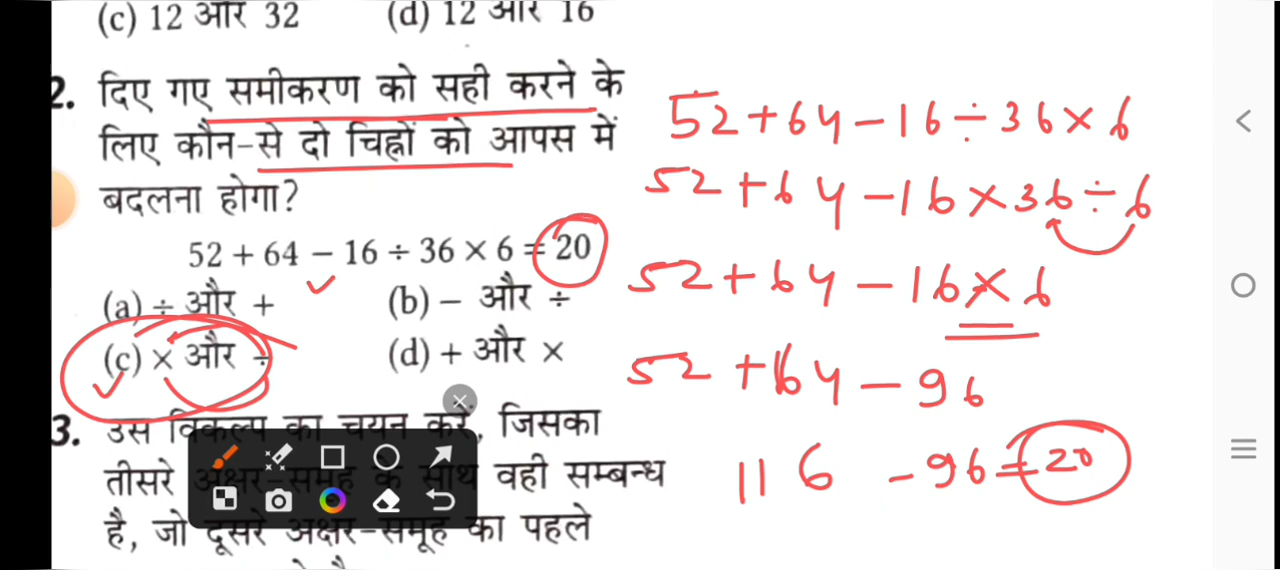 (c) 12 और 32 (d) 12 और 16
2. दिए गए समीकरण को सही करने के
लिए कौन-से दो चिह्नों को आपस में
बदलना होगा?
52 + 64 − 16 ÷ 36 × 6 = 20
(a) ÷ और + (b) − और ÷
(c) × और ÷ (d) + और ×
3. उस विकल्प का चयन करें, जिसका
तीसरे अक्षर-समूह के साथ वही सम्बन्ध
है, जो दूसरे अक्षर-समूह का पहले
52+64−16÷36×6
52+64−16×36÷6
52+64−16×6
52+64−96
116 −96=20